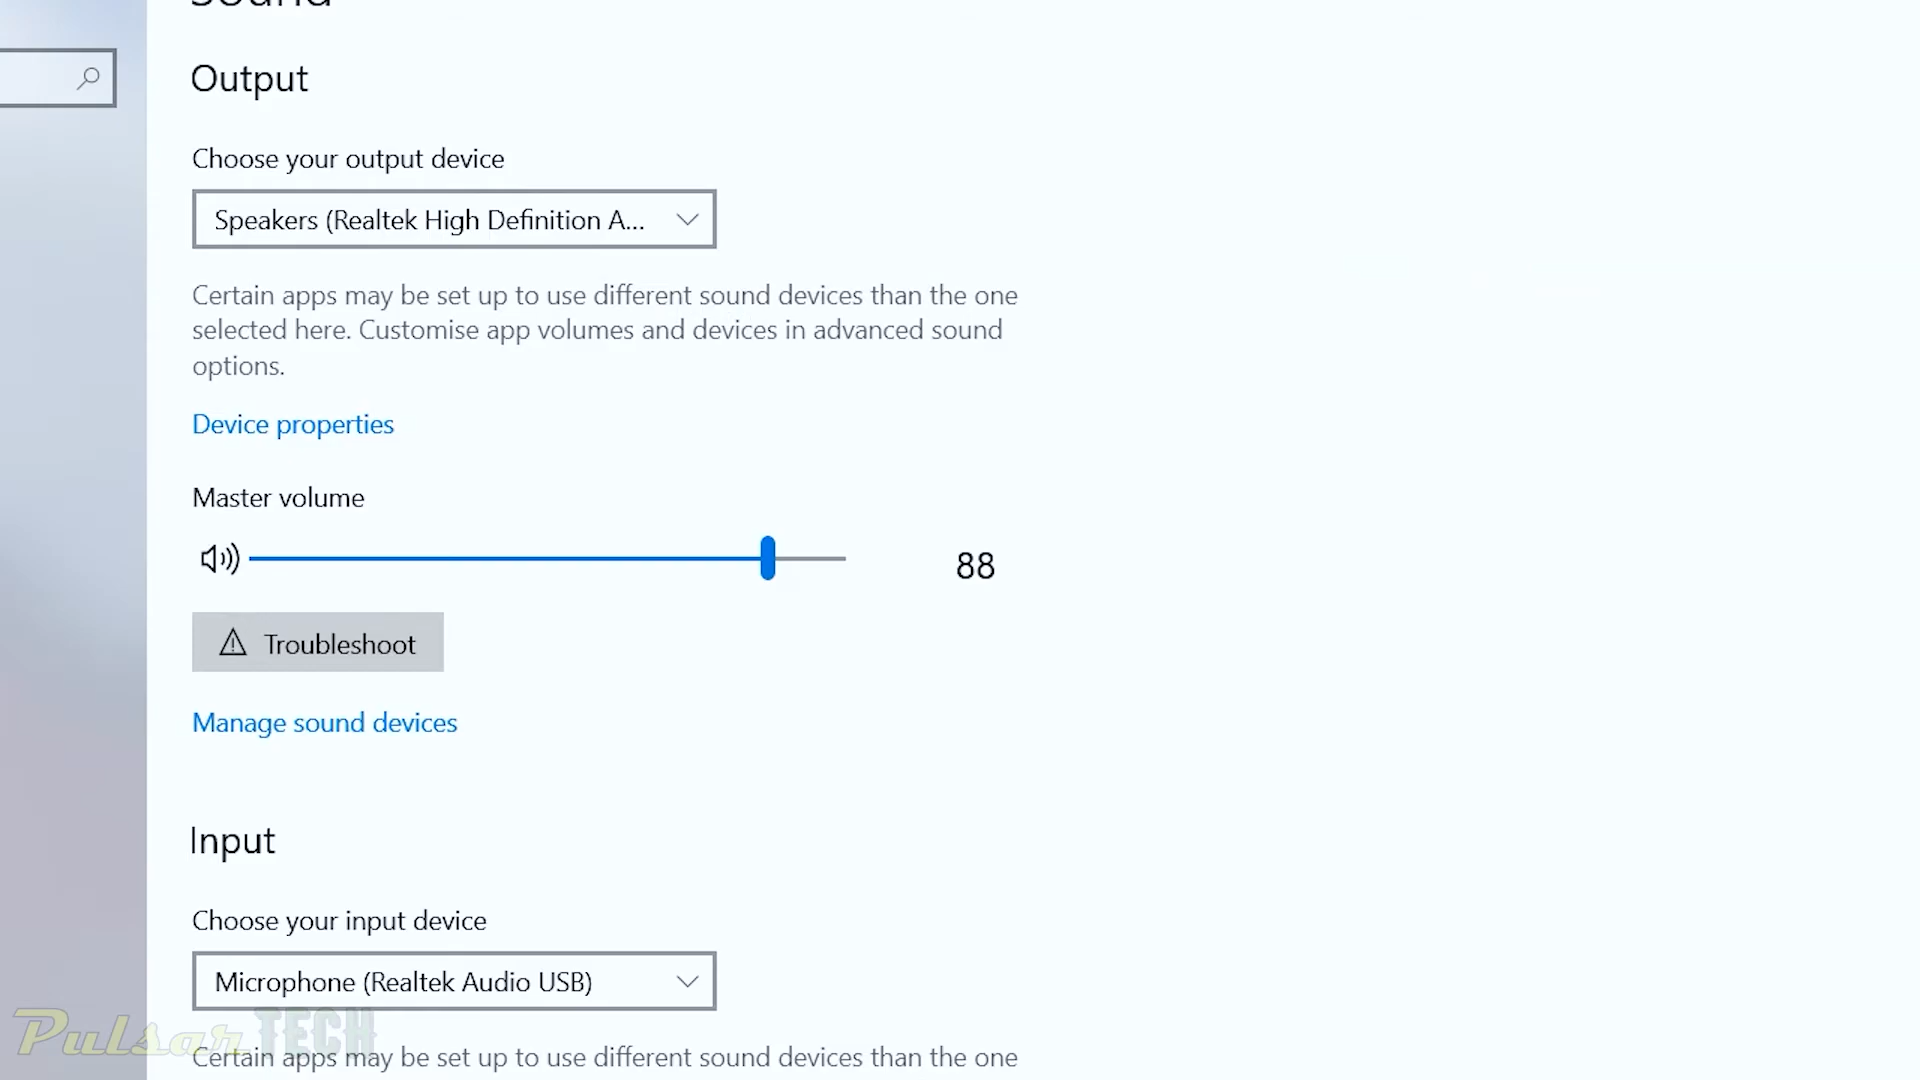 Sound
Output
Choose your output device
Speakers (Realtek High Definition A...
Certain apps may be set up to use different sound devices than the one
selected here. Customise app volumes and devices in advanced sound
options.
Device properties
Master volume
88
Troubleshoot
Manage sound devices
Input
Choose your input device
Microphone (Realtek Audio USB)
Pulsar TECH
Certain apps may be set up to use different sound devices than the one